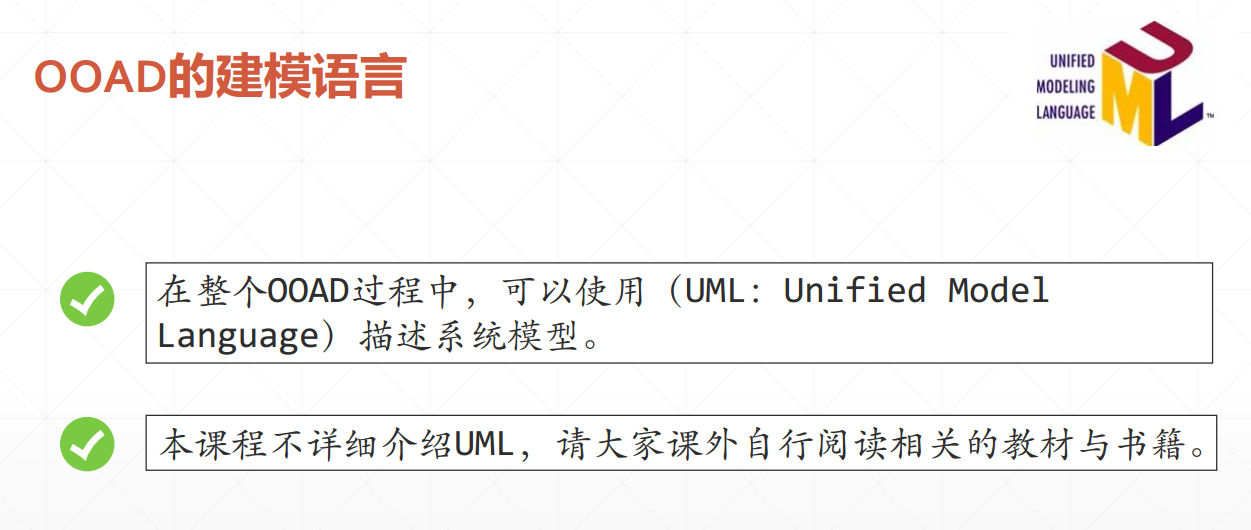 OOAD的建模语言
UNIFIED
MODELING
LANGUAGE
UML
™
在整个OOAD过程中，可以使用（UML：Unified Model
Language）描述系统模型。
本课程不详细介绍UML，请大家课外自行阅读相关的教材与书籍。